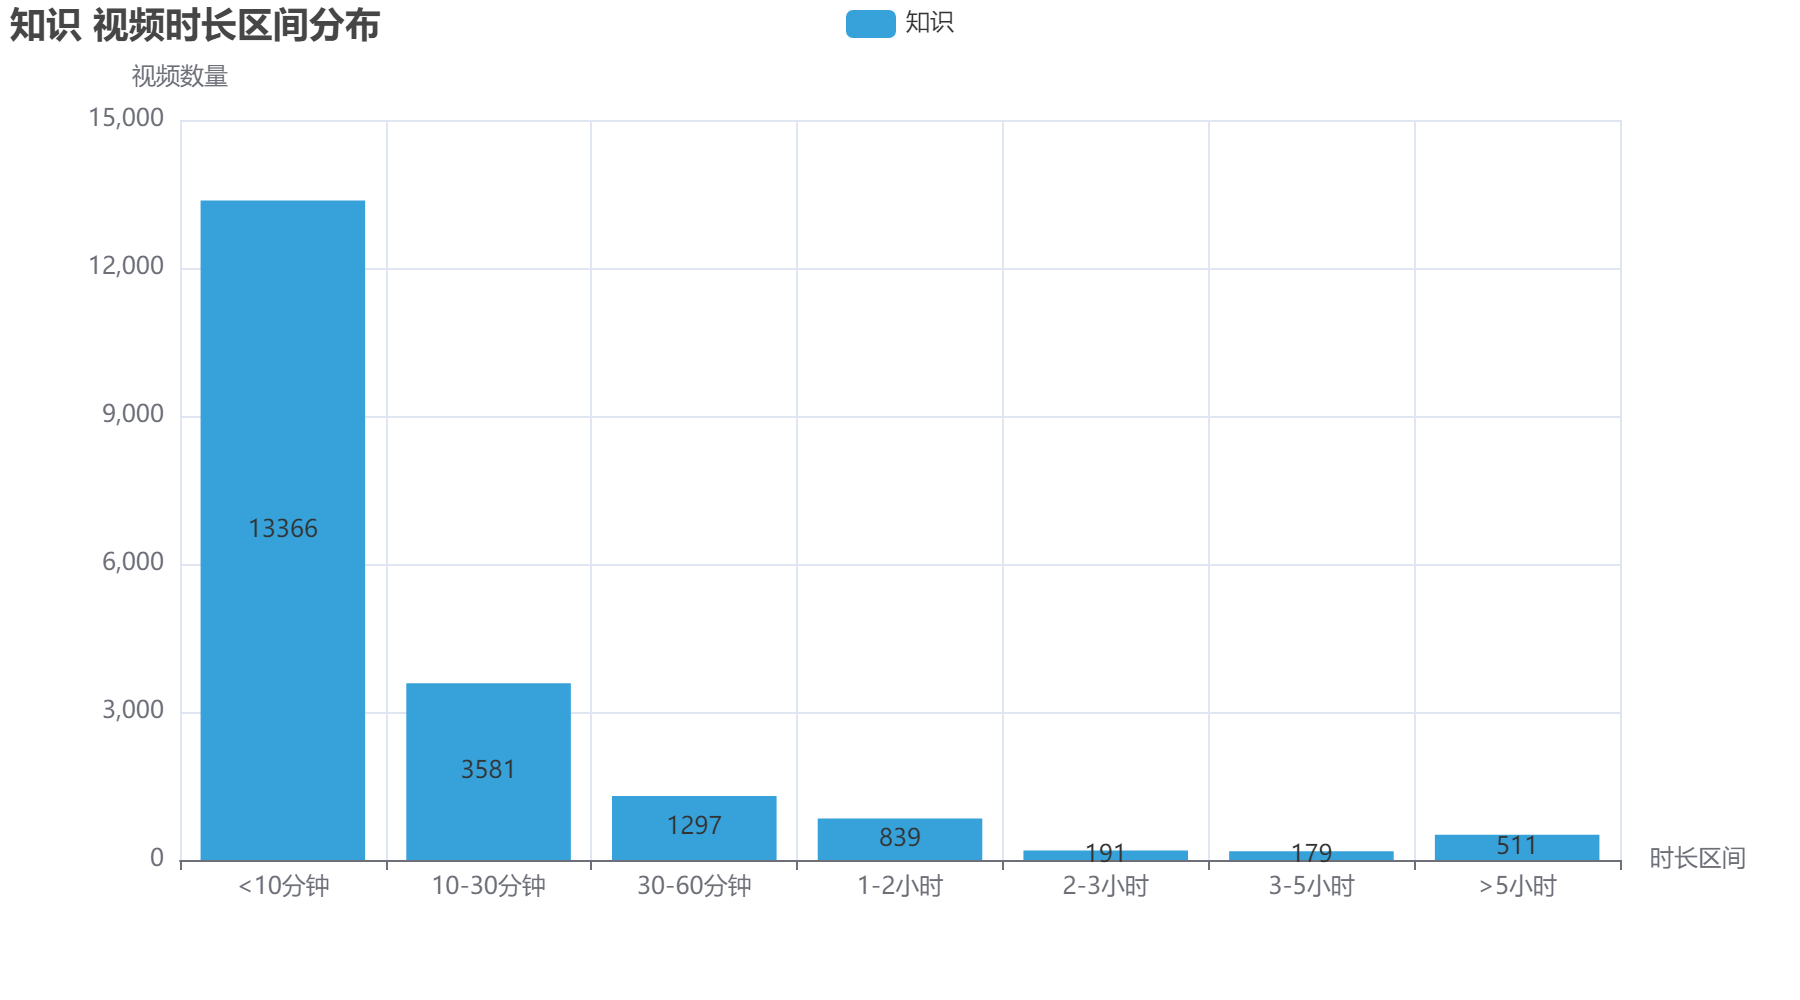 知识 视频时长区间分布
知识
视频数量
15,000
12,000
9,000
6,000
3,000
0
13366
3581
1297
839
191
179
511
<10分钟
10-30分钟
30-60分钟
1-2小时
2-3小时
3-5小时
>5小时
时长区间